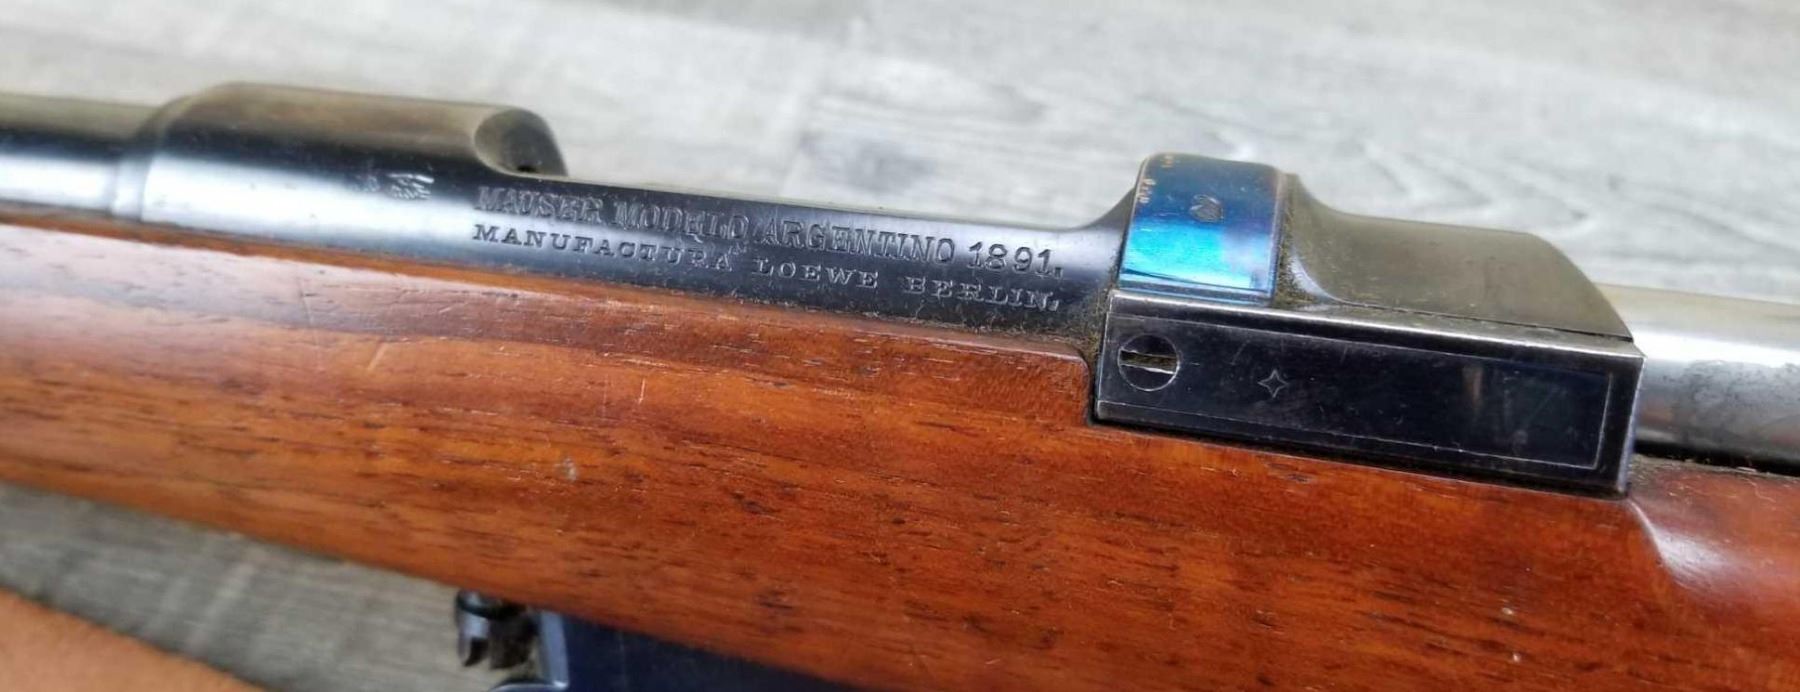 MAUSER MODELO ARGENTINO 1891.
MANUFACTURA LOEWE BERLIN.